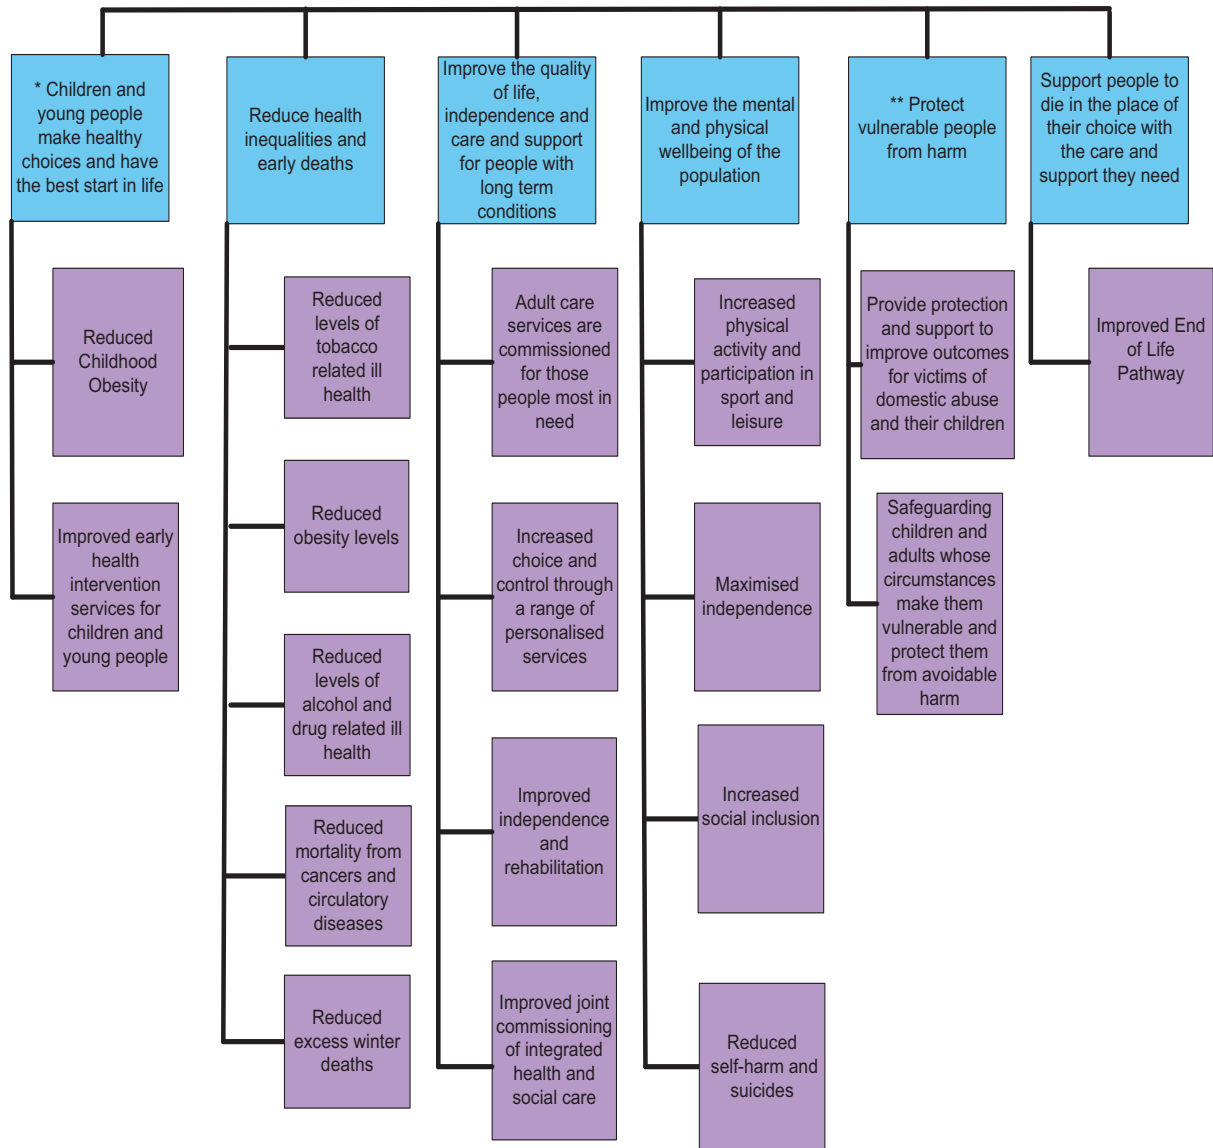 * Children and
young people
make healthy
choices and have
the best start in life
Reduced
Childhood
Obesity
Improved early
health
intervention
services for
children and
young people
Reduce health
inequalities and
early deaths
Reduced
levels of
tobacco
related ill
health
Reduced
obesity levels
Reduced
levels of
alcohol and
drug related ill
health
Reduced
mortality from
cancers and
circulatory
diseases
Reduced
excess winter
deaths
Improve the quality
of life,
independence and
care and support
for people with
long term
conditions
Adult care
services are
commissioned
for those
people most in
need
Increased
choice and
control through
a range of
personalised
services
Improved
independence
and
rehabilitation
Improved joint
commissioning
of integrated
health and
social care
Improve the mental
and physical
wellbeing of the
population
Increased
physical
activity and
participation in
sport and
leisure
Maximised
independence
Increased
social inclusion
Reduced
self-harm and
suicides
** Protect
vulnerable people
from harm
Provide protection
and support to
improve outcomes
for victims of
domestic abuse
and their children
Safeguarding
children and
adults whose
circumstances
make them
vulnerable and
protect them
from avoidable
harm
Support people to
die in the place of
their choice with
the care and
support they need
Improved End
of Life
Pathway